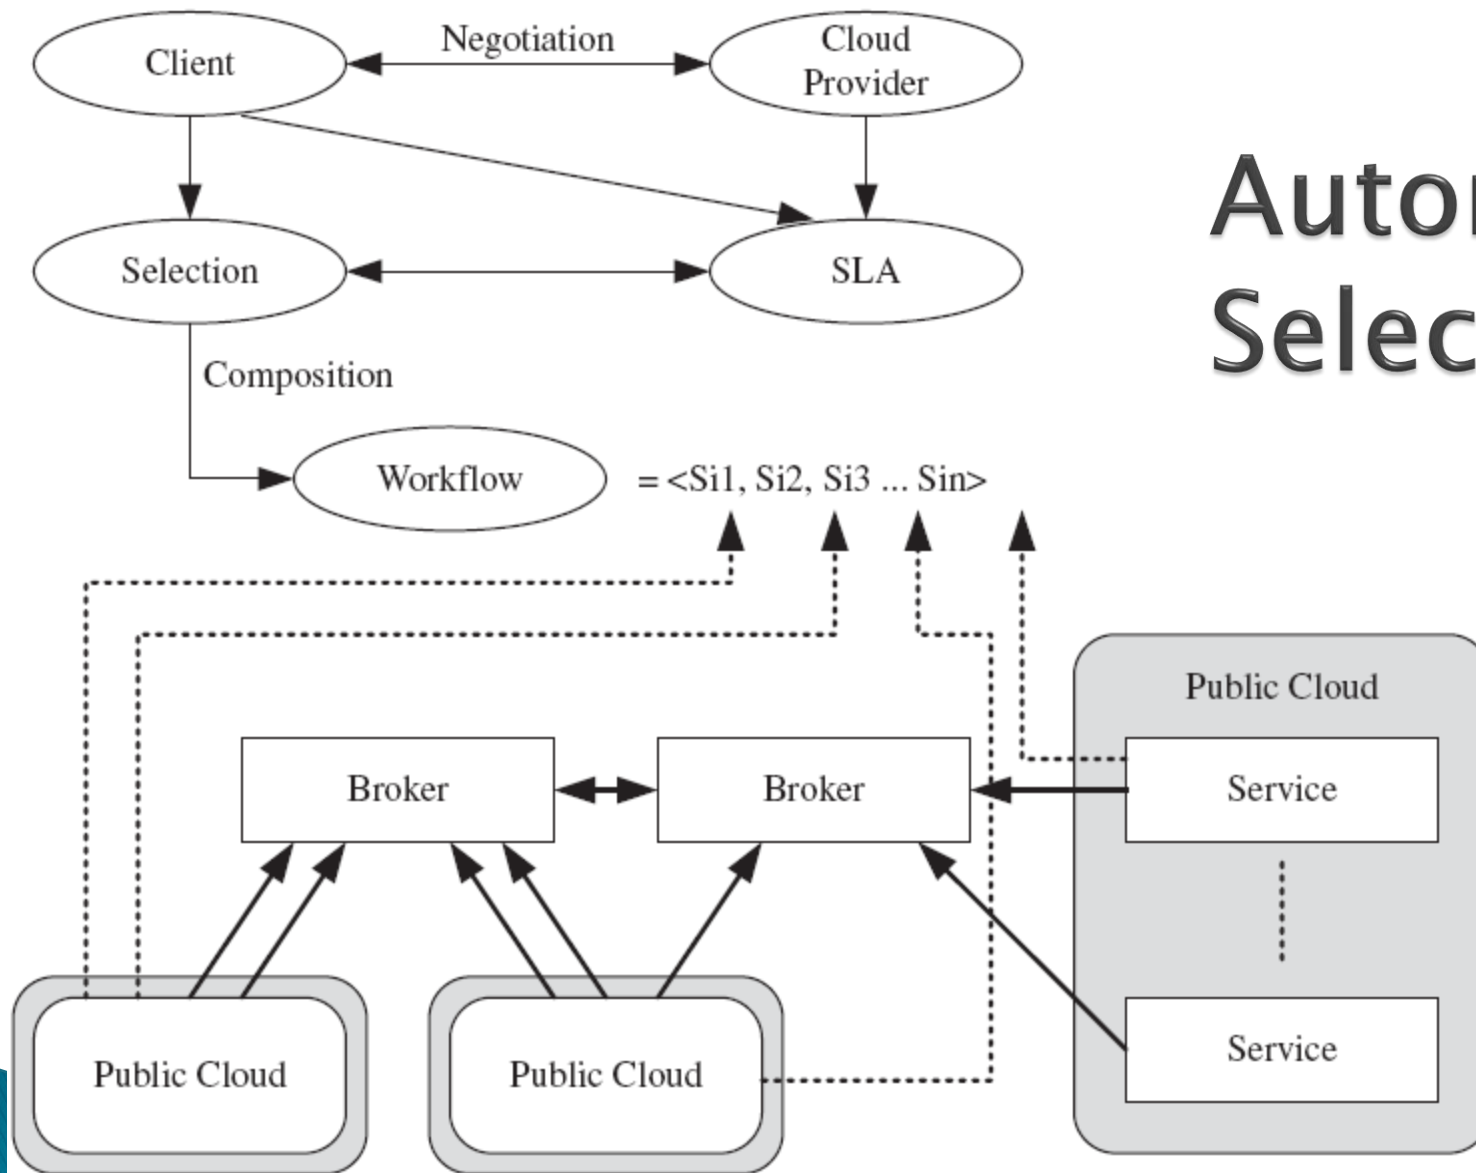 Client
Negotiation
Cloud
Provider
Selection
SLA
Composition
Workflow
= <Si1, Si2, Si3 ... Sin>
Public Cloud
Broker
Broker
Service
Service
Public Cloud
Public Cloud